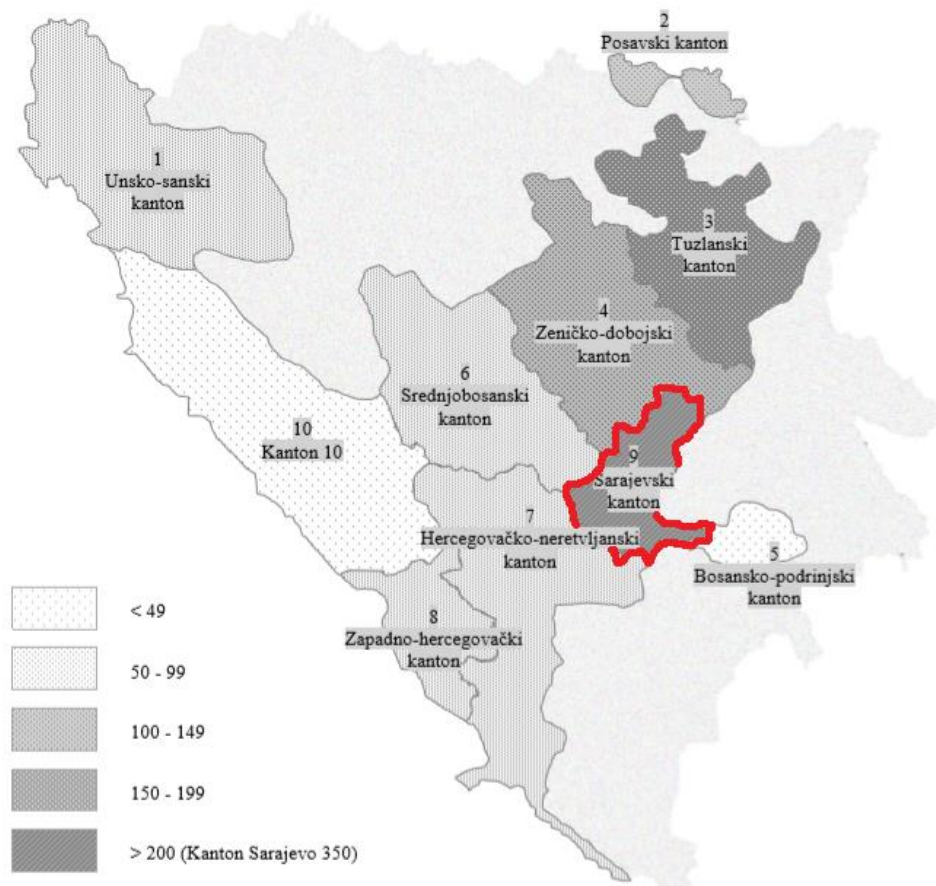 2
Posavski kanton
1
Unsko-sanski
kanton
3
Tuzlanski
kanton
4
Zeničko-dobojski
kanton
6
Srednjobosanski
kanton
10
Kanton 10
9
Sarajevski
kanton
7
Hercegovačko-neretvljanski
kanton
5
Bosansko-podrinjski
kanton
8
Zapadno-hercegovački
kanton
< 49
50 - 99
100 - 149
150 - 199
> 200 (Kanton Sarajevo 350)